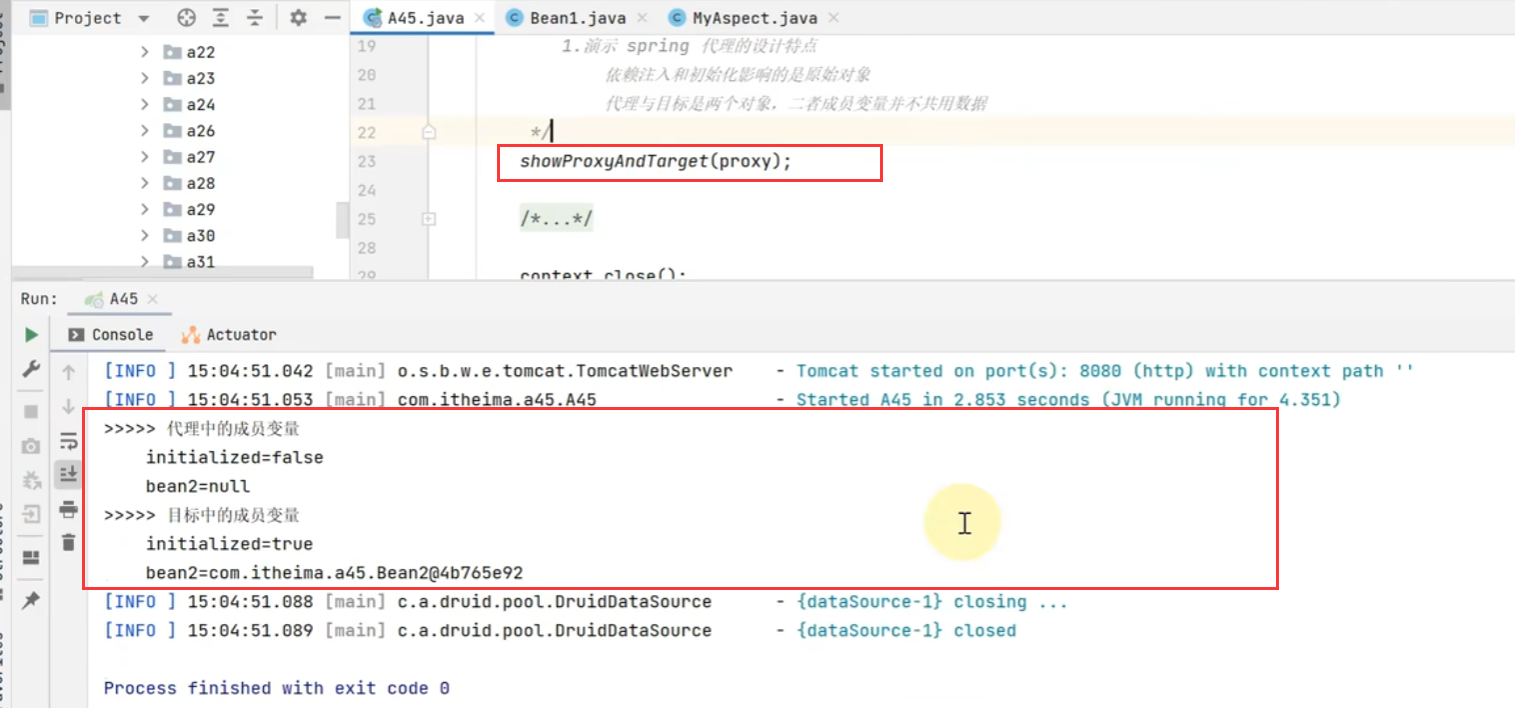 Project
A45.java
Bean1.java
MyAspect.java
a22
a23
a24
a26
a27
a28
a29
a30
a31
19 1.演示 spring 代理的设计特点
20 依赖注入和初始化影响的是原始对象
21 代理与目标是两个对象，二者成员变量并不共用数据
22 */
23 showProxyAndTarget(proxy);
24
25 /*...*/
28
29 context.close();
Run: A45
Console Actuator
[INFO ] 15:04:51.042 [main] o.s.b.w.e.tomcat.TomcatWebServer - Tomcat started on port(s): 8080 (http) with context path ''
[INFO ] 15:04:51.053 [main] com.itheima.a45.A45 - Started A45 in 2.853 seconds (JVM running for 4.351)
>>>>> 代理中的成员变量
initialized=false
bean2=null
>>>>> 目标中的成员变量
initialized=true
bean2=com.itheima.a45.Bean2@4b765e92
[INFO ] 15:04:51.088 [main] c.a.druid.pool.DruidDataSource - {dataSource-1} closing ...
[INFO ] 15:04:51.089 [main] c.a.druid.pool.DruidDataSource - {dataSource-1} closed
Process finished with exit code 0